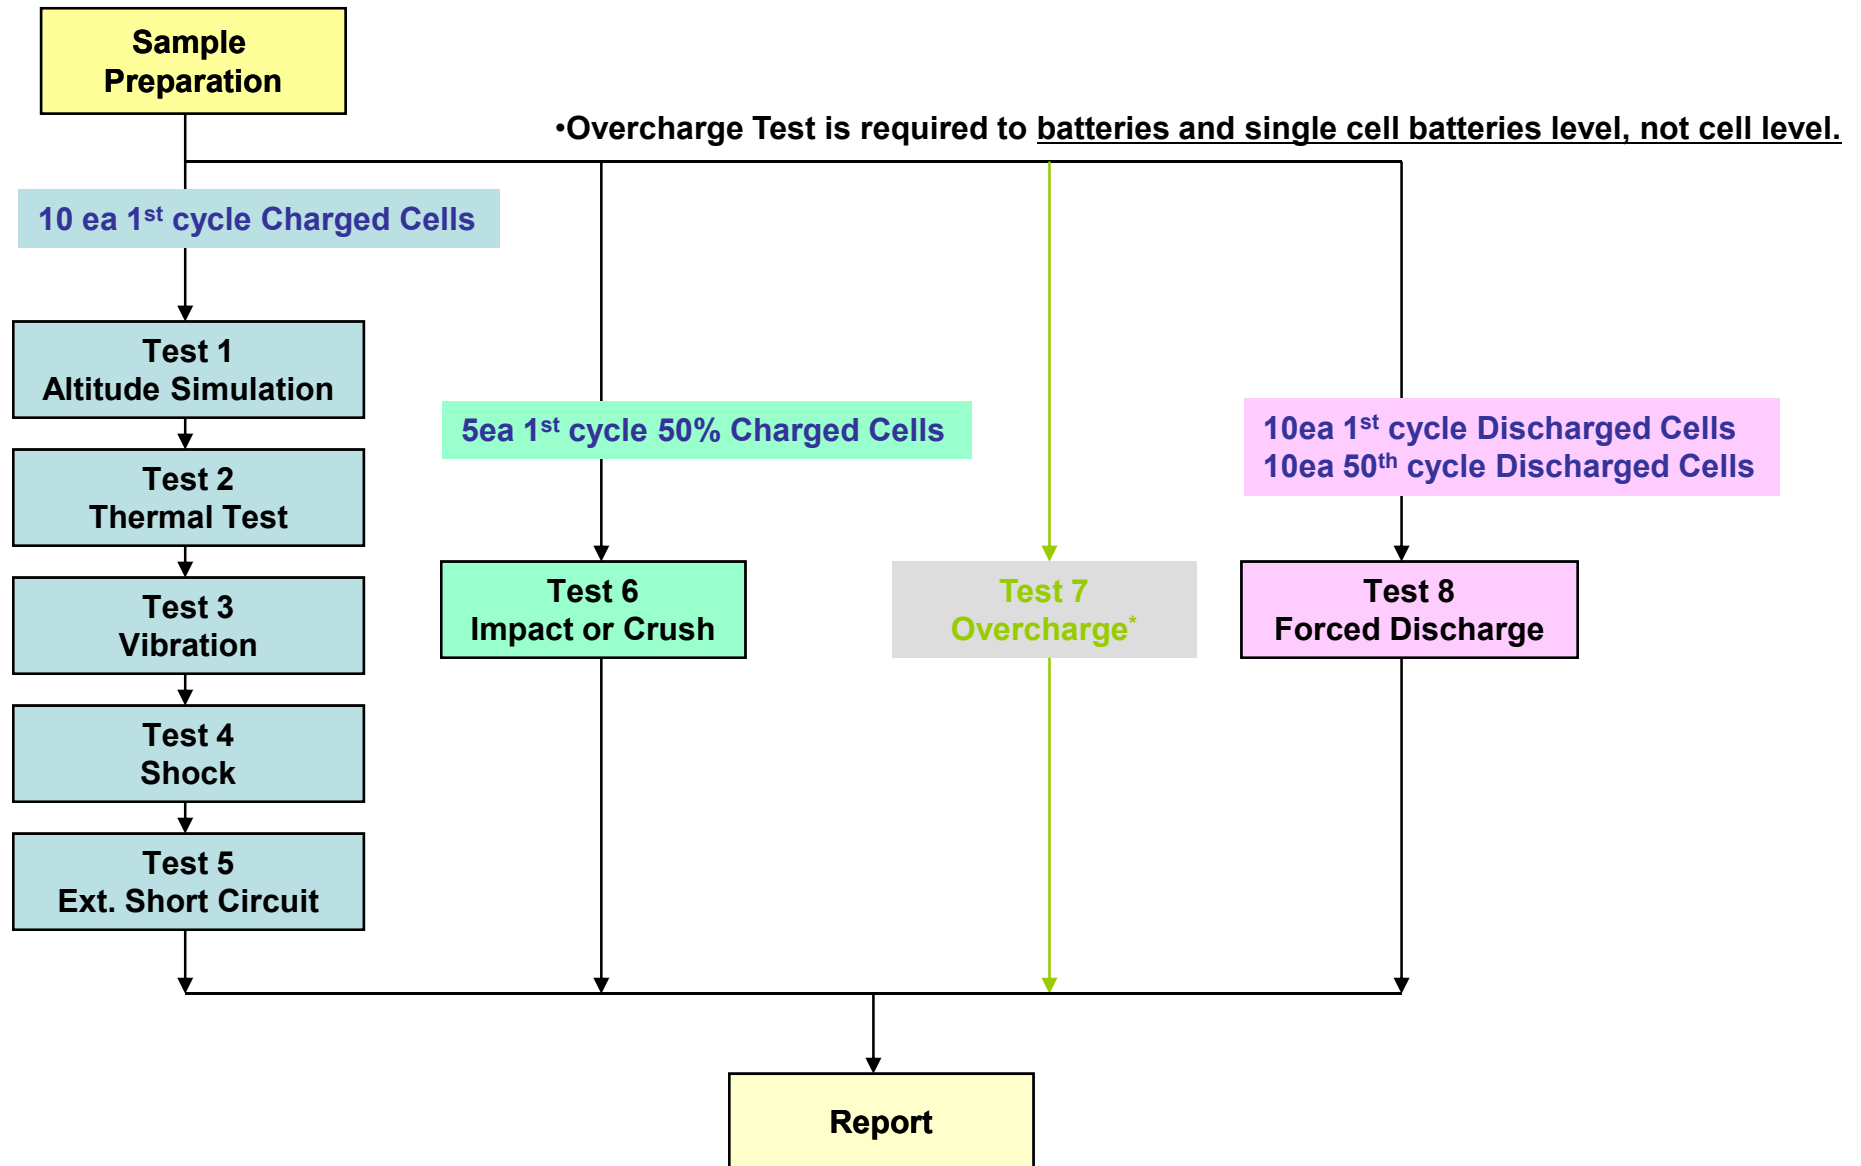 Sample
Preparation
•Overcharge Test is required to batteries and single cell batteries level, not cell level.
10 ea 1st cycle Charged Cells
Test 1
Altitude Simulation
5ea 1st cycle 50% Charged Cells
10ea 1st cycle Discharged Cells
10ea 50th cycle Discharged Cells
Test 2
Thermal Test
Test 3
Vibration
Test 6
Impact or Crush
Test 7
Overcharge*
Test 8
Forced Discharge
Test 4
Shock
Test 5
Ext. Short Circuit
Report